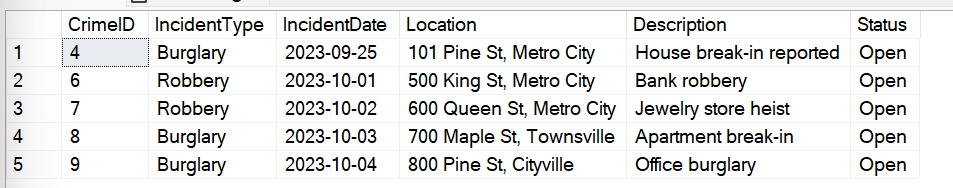 CrimeID IncidentType IncidentDate Location Description Status
1 4 Burglary 2023-09-25 101 Pine St, Metro City House break-in reported Open
2 6 Robbery 2023-10-01 500 King St, Metro City Bank robbery Open
3 7 Robbery 2023-10-02 600 Queen St, Metro City Jewelry store heist Open
4 8 Burglary 2023-10-03 700 Maple St, Townsville Apartment break-in Open
5 9 Burglary 2023-10-04 800 Pine St, Cityville Office burglary Open